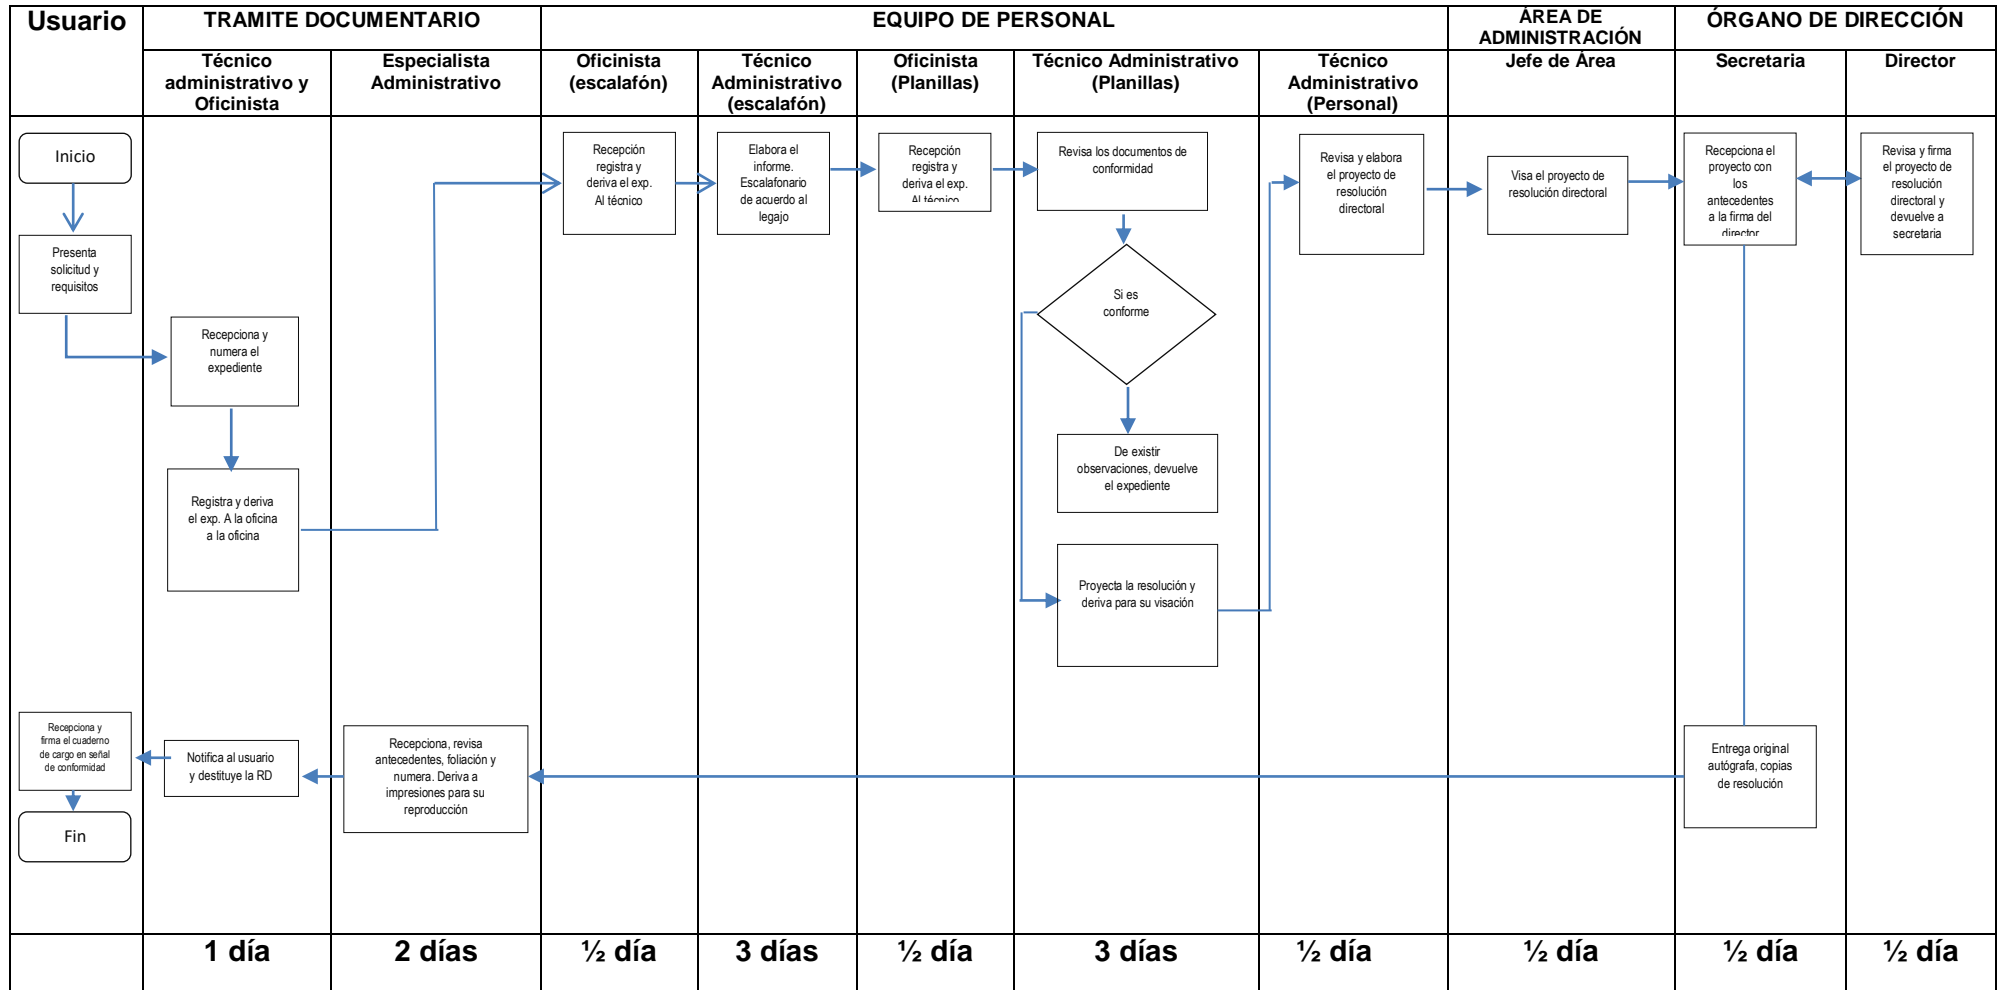 Usuario
TRAMITE DOCUMENTARIO
EQUIPO DE PERSONAL
ÁREA DE
ADMINISTRACIÓN
ÓRGANO DE DIRECCIÓN
Técnico
administrativo y
Oficinista
Especialista
Administrativo
Oficinista
(escalafón)
Técnico
Administrativo
(escalafón)
Oficinista
(Planillas)
Técnico Administrativo
(Planillas)
Técnico
Administrativo
(Personal)
Jefe de Área
Secretaria
Director
Inicio
Presenta
solicitud y
requisitos
Recepciona y
numera el
expediente
Registra y deriva
el exp. A la oficina
a la oficina
Recepción
registra y
deriva el exp.
Al técnico
Elabora el
informe.
Escalafonario
de acuerdo al
legajo
Recepción
registra y
deriva el exp.
Al técnico
Revisa los documentos de
conformidad
Si es
conforme
De existir
observaciones, devuelve
el expediente
Proyecta la resolución y
deriva para su visación
Revisa y elabora
el proyecto de
resolución
directoral
Visa el proyecto de
resolución directoral
Recepciona el
proyecto con
los
antecedentes
a la firma del
director
Revisa y firma
el proyecto de
resolución
directoral y
devuelve a
secretaria
Entrega original
autógrafa, copias
de resolución
Recepciona, revisa
antecedentes, foliación y
numera. Deriva a
impresiones para su
reproducción
Notifica al usuario
y destituye la RD
Recepciona y
firma el cuaderno
de cargo en señal
de conformidad
Fin
1 día
2 días
½ día
3 días
½ día
3 días
½ día
½ día
½ día
½ día